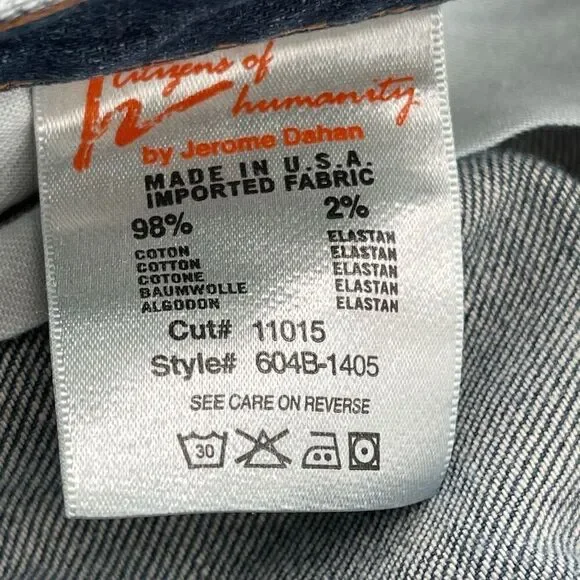 Citizens of
humanity
by Jerome Dahan
MADE IN U.S.A.
IMPORTED FABRIC
98% 2%
COTON ELASTAN
COTTON ELASTAN
COTONE ELASTAN
BAUMWOLLE ELASTAN
ALGODON ELASTAN
Cut# 11015
Style# 604B-1405
SEE CARE ON REVERSE
30